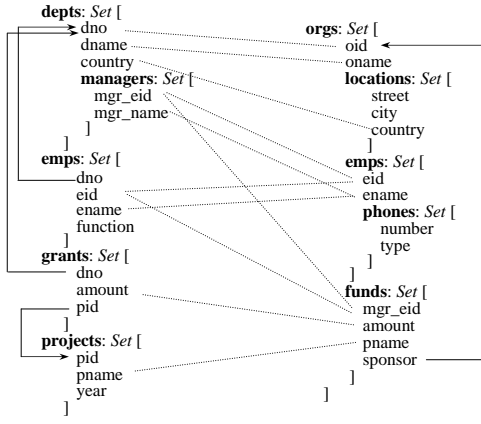 depts: Set [
dno
dname
country
managers: Set [
mgr_eid
mgr_name
]
]
emps: Set [
dno
eid
ename
function
]
grants: Set [
dno
amount
pid
]
projects: Set [
pid
pname
year
]
orgs: Set [
oid
oname
locations: Set [
street
city
country
]
emps: Set [
eid
ename
phones: Set [
number
type
]
]
funds: Set [
mgr_eid
amount
pname
sponsor
]
]